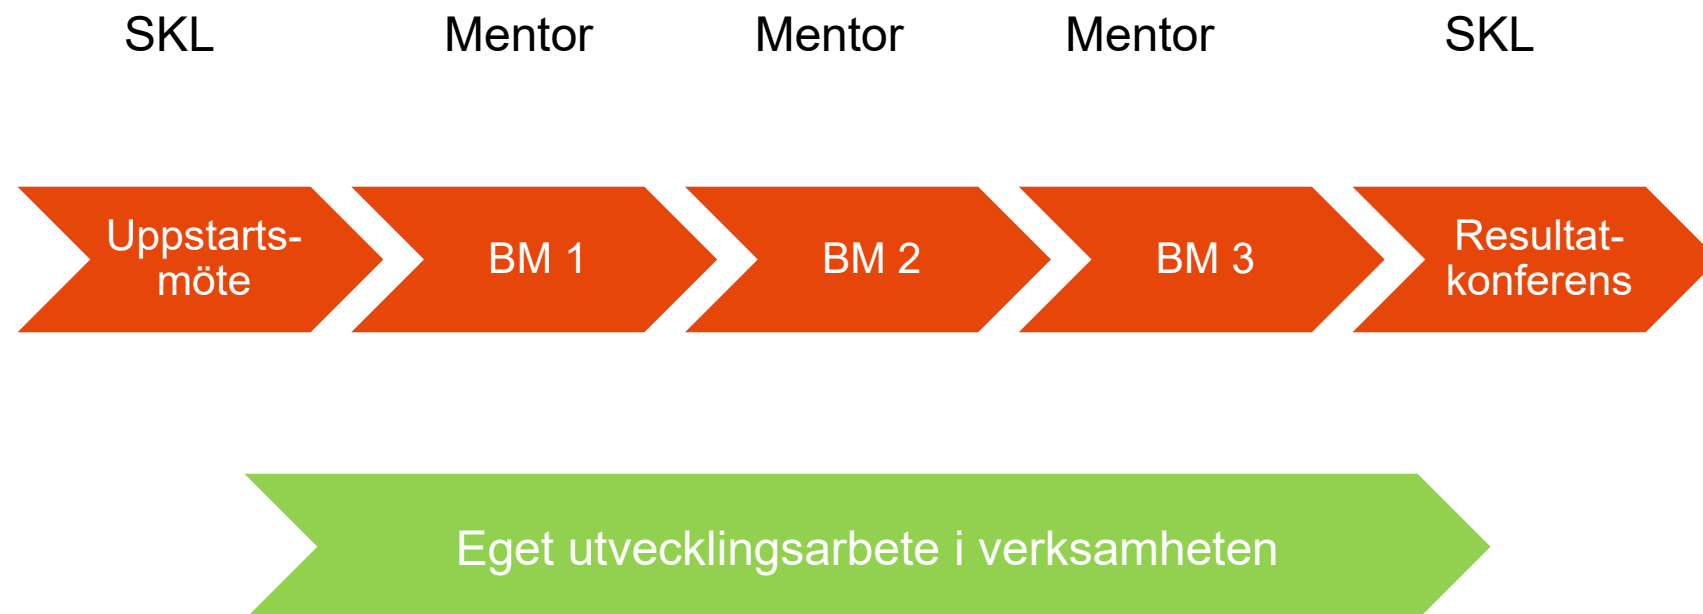 SKL Mentor Mentor Mentor SKL
Uppstarts-
möte
BM 1
BM 2
BM 3
Resultat-
konferens
Eget utvecklingsarbete i verksamheten